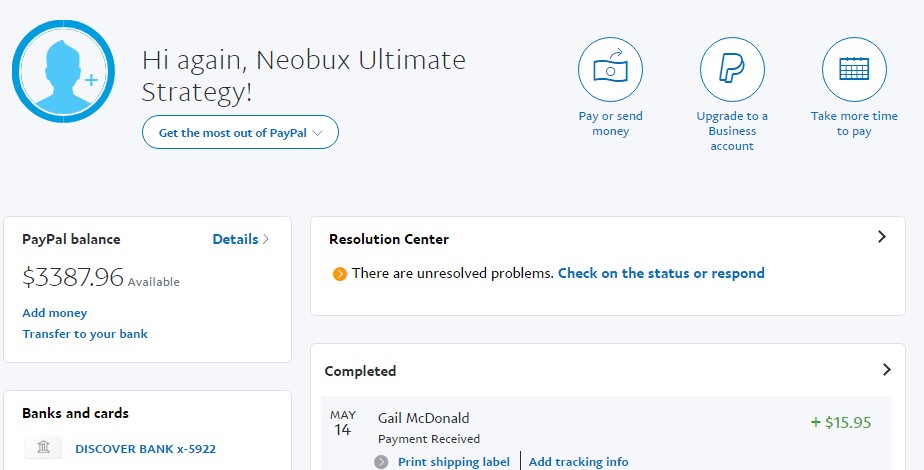 Hi again, Neobux Ultimate
Strategy!
Get the most out of PayPal
Pay or send
money
Upgrade to a
Business
account
Take more time
to pay
PayPal balance
Details
$3387.96 Available
Add money
Transfer to your bank
Banks and cards
DISCOVER BANK x-5922
Resolution Center
There are unresolved problems. Check on the status or respond
Completed
MAY
14
Gail McDonald
+ $15.95
Payment Received
Print shipping label
Add tracking info